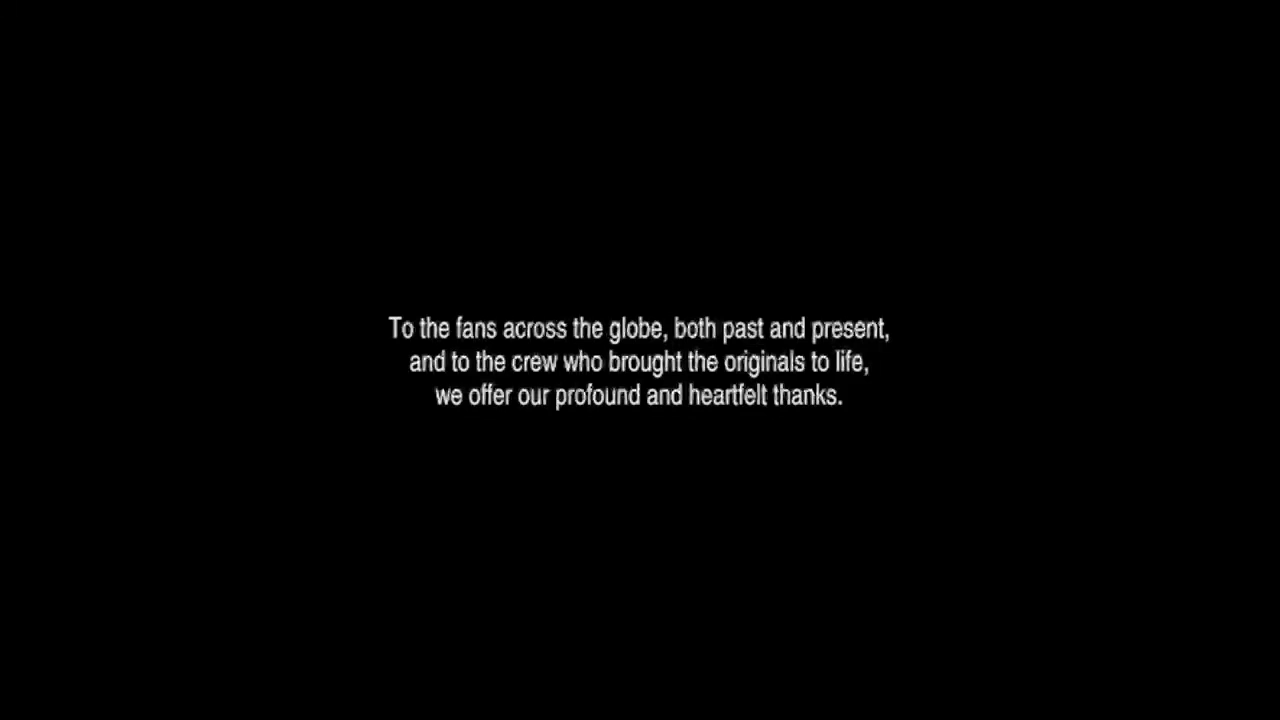 To the fans across the globe, both past and present,
and to the crew who brought the originals to life,
we offer our profound and heartfelt thanks.